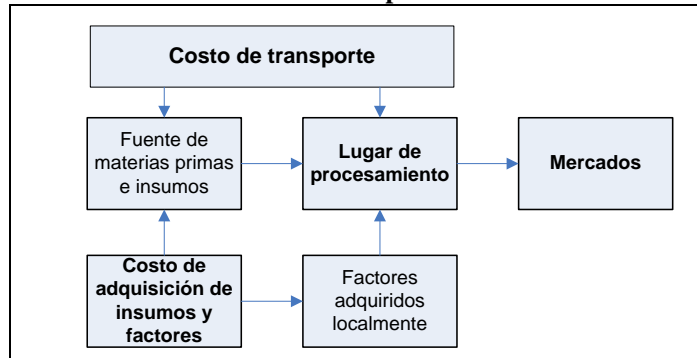 Costo de transporte
Fuente de
materias primas
e insumos
Lugar de
procesamiento
Mercados
Costo de
adquisición de
insumos y
factores
Factores
adquiridos
localmente